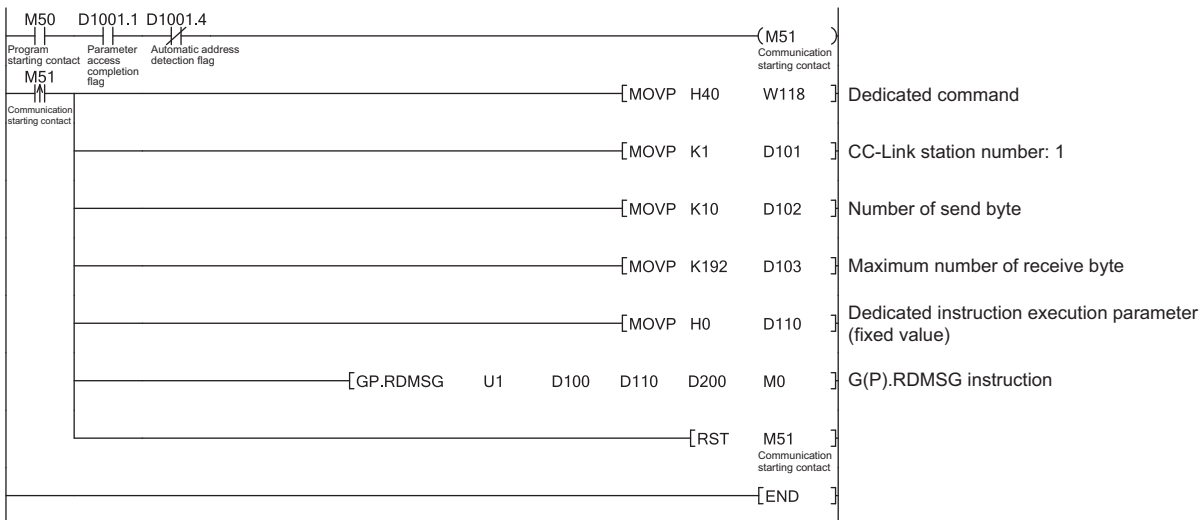 M50 D1001.1 D1001.4
(M51 )
Program
starting contact
Parameter
access
completion
flag
Automatic address
detection flag
Communication
starting contact
M51
Communication
starting contact
[MOVP H40 W118 ] Dedicated command
[MOVP K1 D101 ] CC-Link station number: 1
[MOVP K10 D102 ] Number of send byte
[MOVP K192 D103 ] Maximum number of receive byte
[MOVP H0 D110 ] Dedicated instruction execution parameter
(fixed value)
[GP.RDMSG U1 D100 D110 D200 M0 ] G(P).RDMSG instruction
[RST M51 ]
Communication
starting contact
[END ]